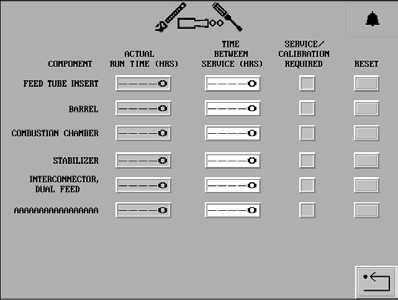 COMPONENT ACTUAL RUN TIME (HRS) TIME BETWEEN SERVICE (HRS) SERVICE/ CALIBRATION REQUIRED RESET
FEED TUBE INSERT ----0 ----0
BARREL ----0 ----0
COMBUSTION CHAMBER ----0 ----0
STABILIZER ----0 ----0
INTERCONNECTOR,
DUAL FEED ----0 ----0
AAAAAAAAAAAAAAAAA ----0 ----0